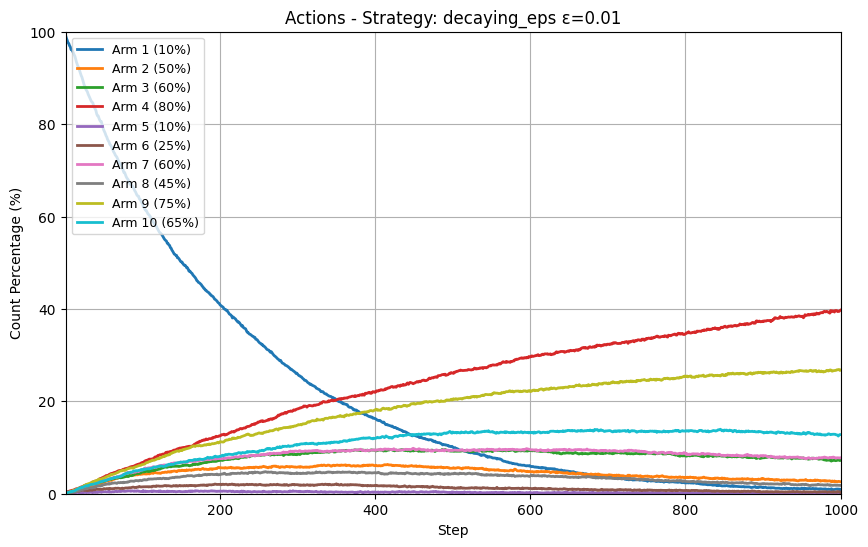 Actions - Strategy: decaying_eps ε=0.01
Count Percentage (%)
100
80
60
40
20
0
Arm 1 (10%)
Arm 2 (50%)
Arm 3 (60%)
Arm 4 (80%)
Arm 5 (10%)
Arm 6 (25%)
Arm 7 (60%)
Arm 8 (45%)
Arm 9 (75%)
Arm 10 (65%)
200 400 600 800 1000
Step